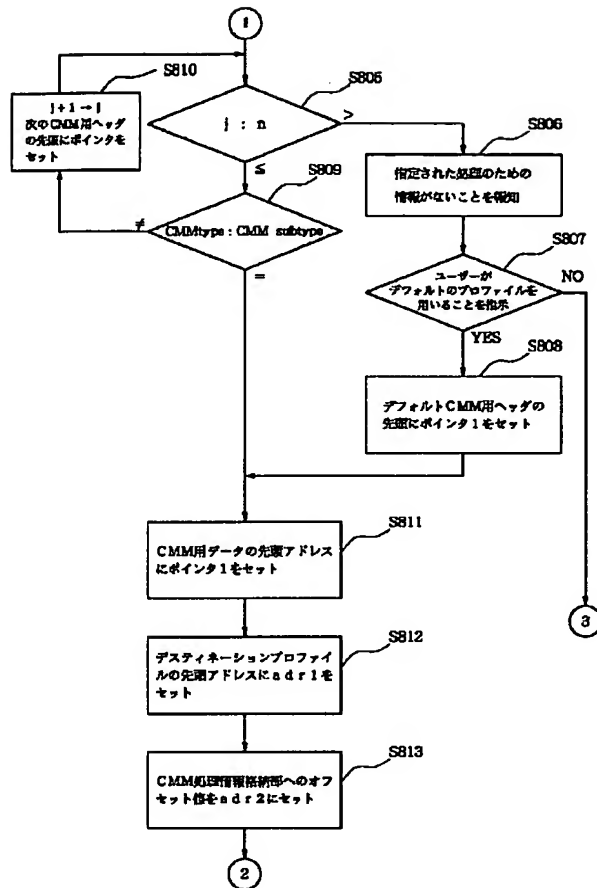 1
S810
j+1→j
次のCMM用ヘッダ
の先頭にポインタを
セット
S805
j : n
>
≦
S806
指定された処理のための
情報がないことを報知
S809
≠
CMMtype : CMM subtype
=
S807
ユーザーが
デフォルトのプロファイルを
用いることを指示
NO
YES
S808
デフォルトCMM用ヘッダの
先頭にポインタ1をセット
S811
CMM用データの先頭アドレス
にポインタ1をセット
3
S812
デスティネーションプロファ
イルの先頭アドレスにadr1を
セット
S813
CMM処理情報格納部へのオフ
セット値をadr2にセット
2